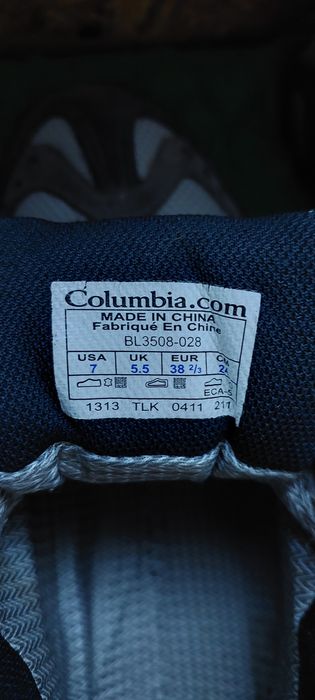 Columbia.com
MADE IN CHINA
Fabriqué En Chine
BL3508-028
USA UK EUR
7 5.5 38 2/3
1313 TLK 0411 211